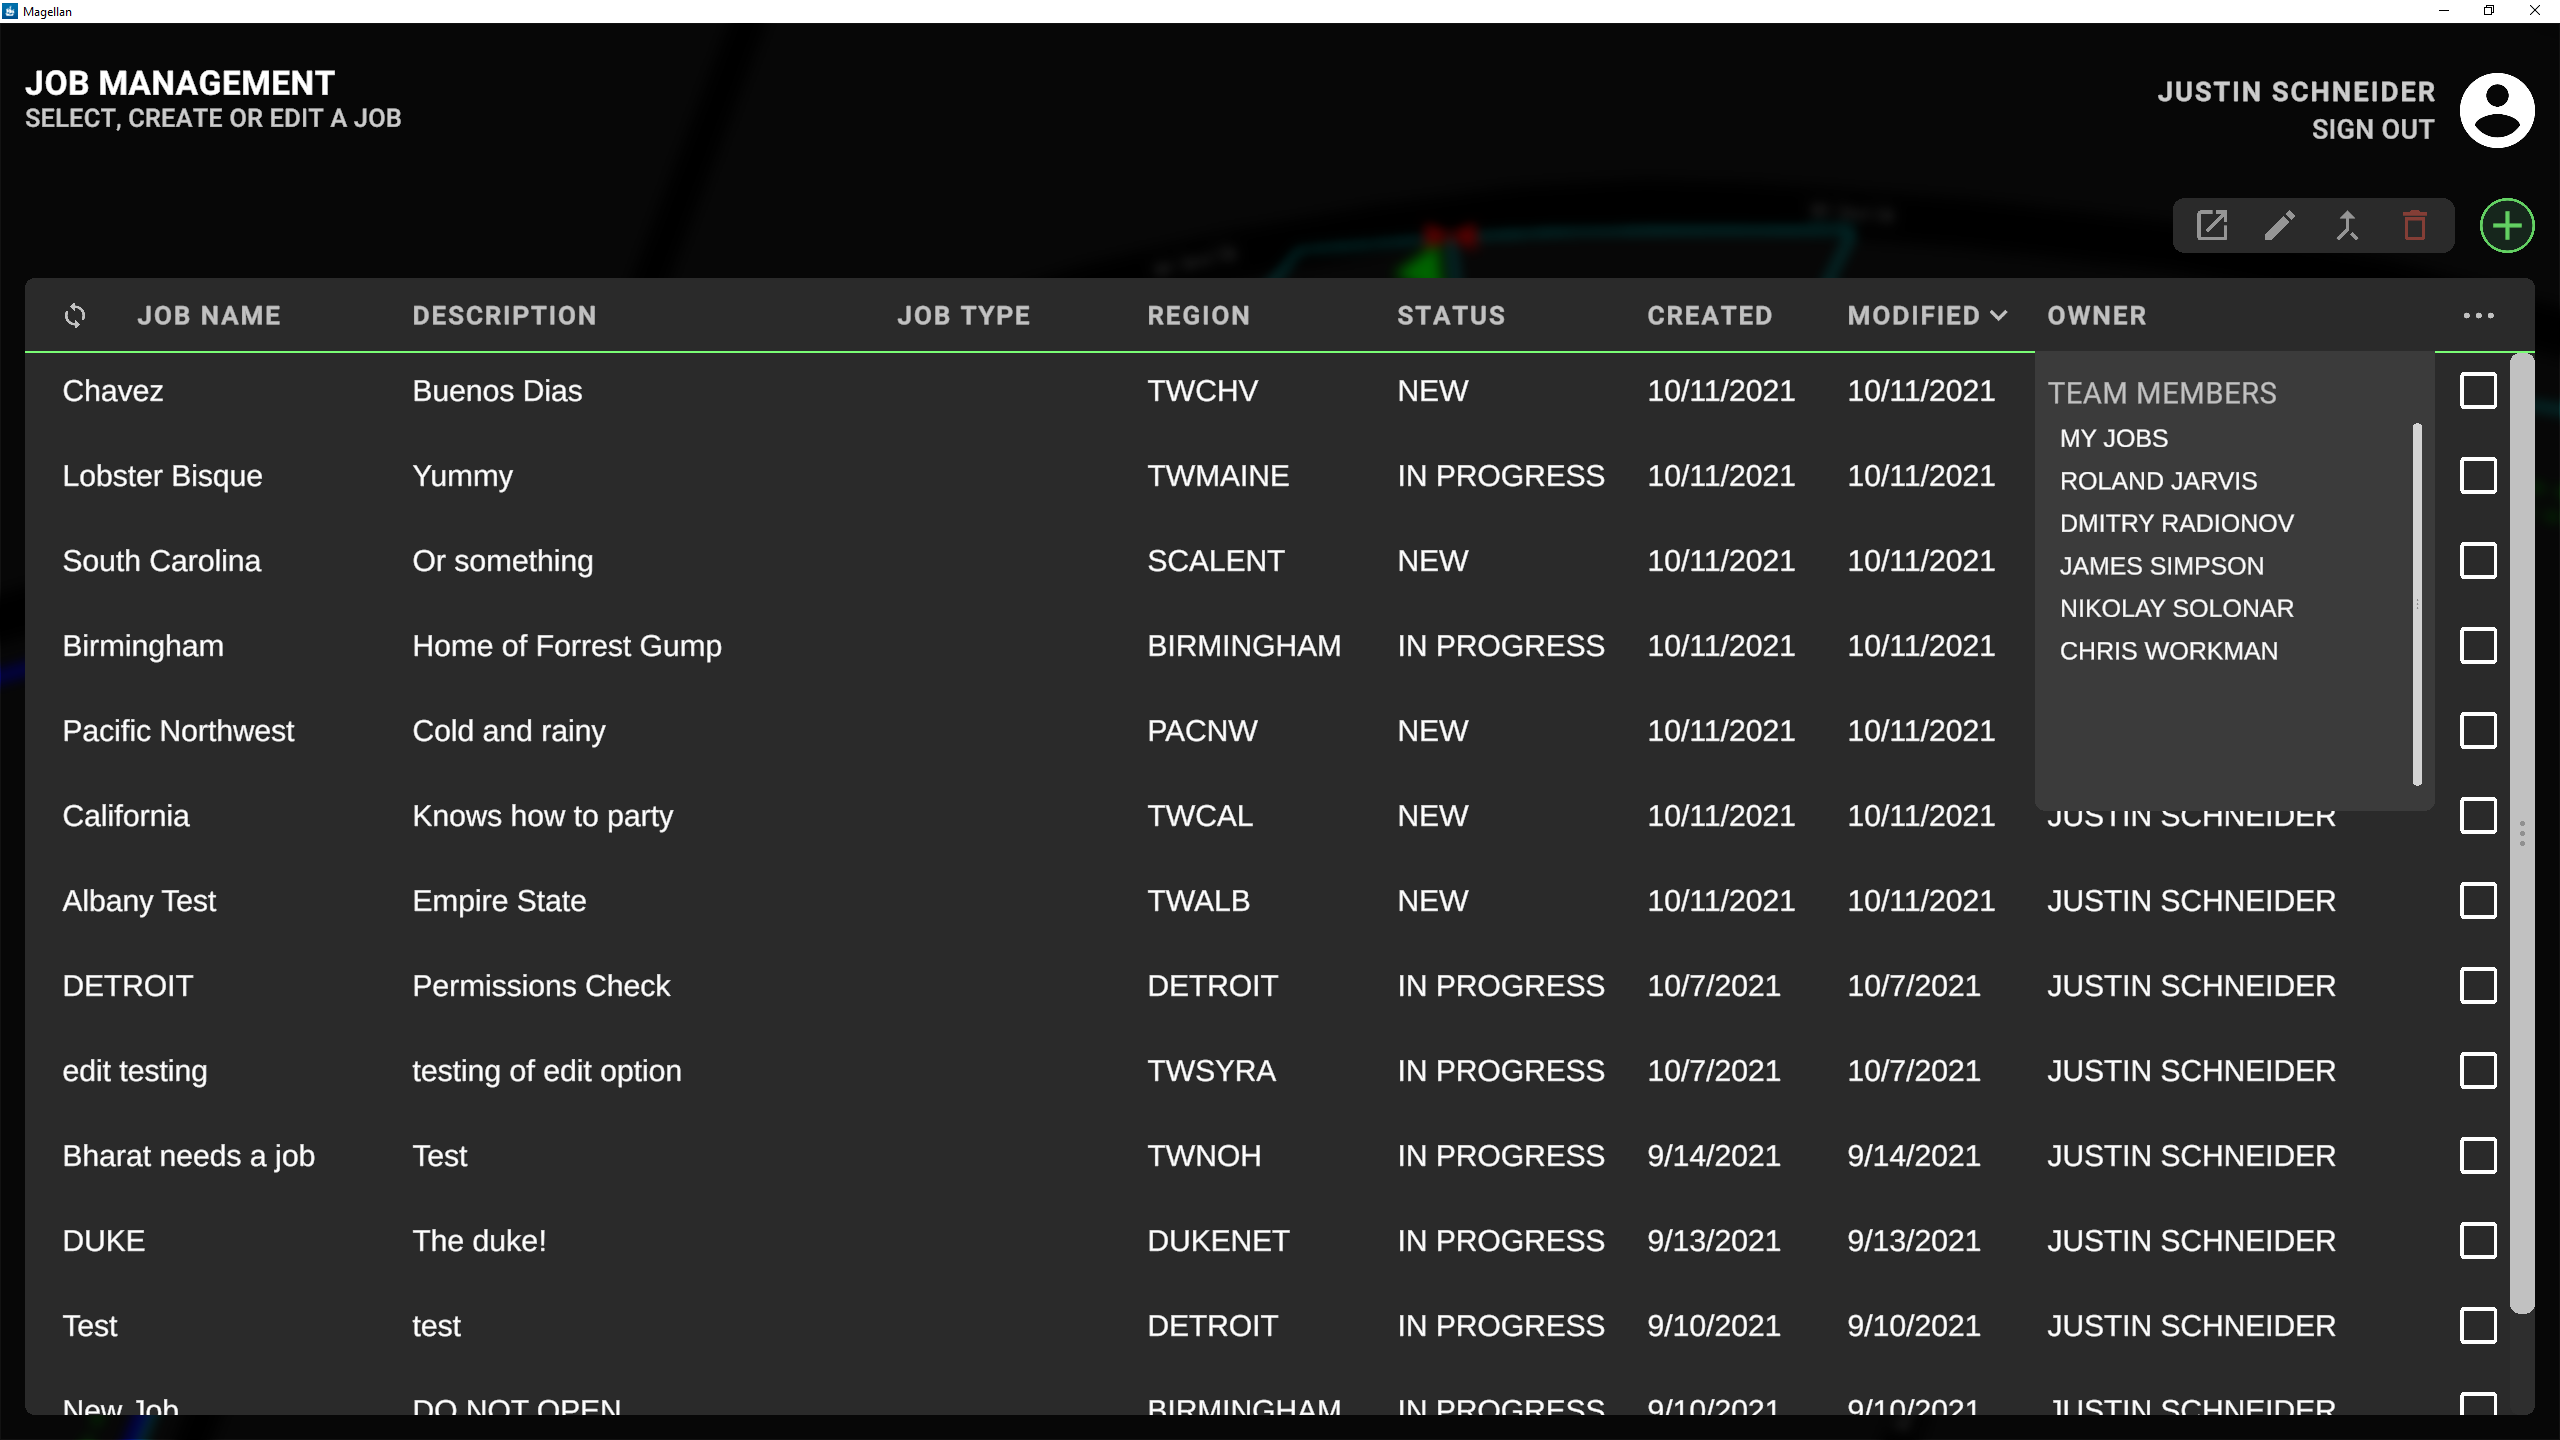 Magellan
JOB MANAGEMENT
SELECT, CREATE OR EDIT A JOB
JUSTIN SCHNEIDER
SIGN OUT
JOB NAME DESCRIPTION JOB TYPE REGION STATUS CREATED MODIFIED OWNER
Chavez Buenos Dias TWCHV NEW 10/11/2021 10/11/2021
Lobster Bisque Yummy TWMAINE IN PROGRESS 10/11/2021 10/11/2021
South Carolina Or something SCALENT NEW 10/11/2021 10/11/2021
Birmingham Home of Forrest Gump BIRMINGHAM IN PROGRESS 10/11/2021 10/11/2021
Pacific Northwest Cold and rainy PACNW NEW 10/11/2021 10/11/2021
TEAM MEMBERS
MY JOBS
ROLAND JARVIS
DMITRY RADIONOV
JAMES SIMPSON
NIKOLAY SOLONAR
CHRIS WORKMAN
California Knows how to party TWCAL NEW 10/11/2021 10/11/2021 JUSTIN SCHNEIDER
Albany Test Empire State TWALB NEW 10/11/2021 10/11/2021 JUSTIN SCHNEIDER
DETROIT Permissions Check DETROIT IN PROGRESS 10/7/2021 10/7/2021 JUSTIN SCHNEIDER
edit testing testing of edit option TWSYRA IN PROGRESS 10/7/2021 10/7/2021 JUSTIN SCHNEIDER
Bharat needs a job Test TWNOH IN PROGRESS 9/14/2021 9/14/2021 JUSTIN SCHNEIDER
DUKE The duke! DUKENET IN PROGRESS 9/13/2021 9/13/2021 JUSTIN SCHNEIDER
Test test DETROIT IN PROGRESS 9/10/2021 9/10/2021 JUSTIN SCHNEIDER
New Job DO NOT OPEN BIRMINGHAM IN PROGRESS 9/10/2021 9/10/2021 JUSTIN SCHNEIDER